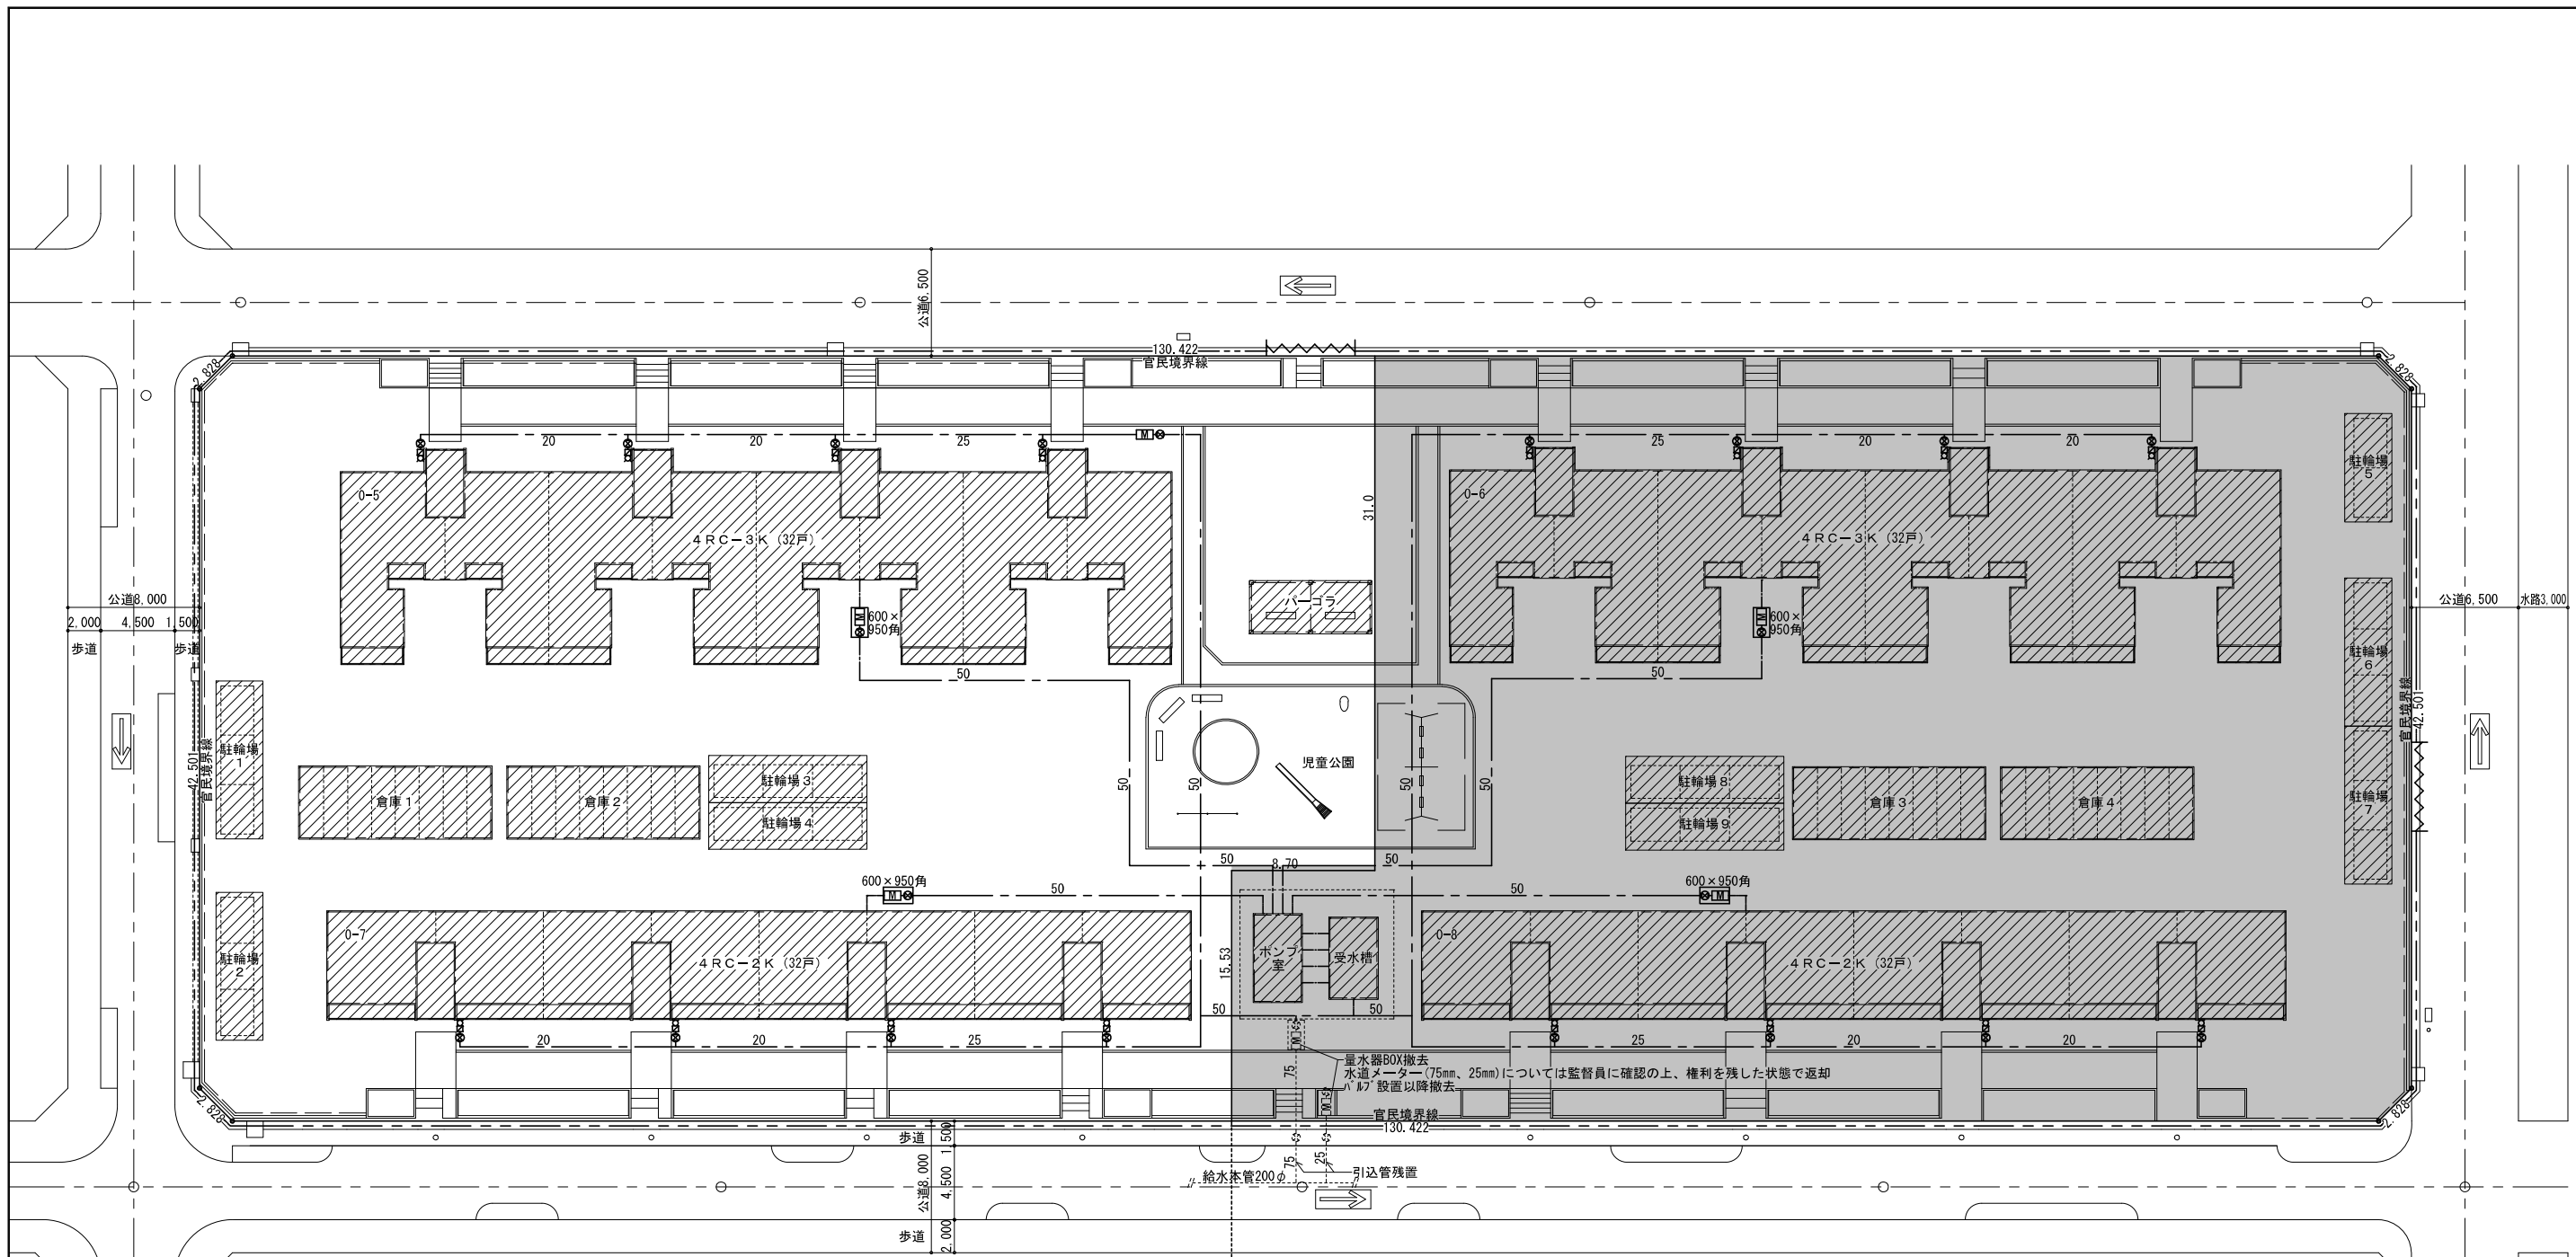 公道6,500
130.422
官民境界線
2.828
2.828
20
20
25
M
25
20
20
0-5
4RC-3K (32戸)
31.0
0-6
4RC-3K (32戸)
駐輪場
5
パーゴラ
公道8,000
2,000
4,500
1,500
歩道
歩道
M
600×
950角
M
600×
950角
公道6,500
水路3,000
駐輪場
6
50
50
官民境界線
42.501
駐輪場
1
官民境界線
42.501
駐輪場3
駐輪場4
倉庫1
倉庫2
児童公園
50
50
50
50
駐輪場8
駐輪場9
倉庫3
倉庫4
駐輪場
7
50
8.70
50
600×950角
M
50
50
600×950角
M
0-7
4RC-2K (32戸)
駐輪場
2
15.53
ポンプ
室
受水槽
0-8
4RC-2K (32戸)
50
50
20
20
25
M
25
20
20
量水器BOX撤去
水道メーター(75mm、25mm)については監督員に確認の上、権利を残した状態で返却
バルブ設置以降撤去
75
M
官民境界線
130.422
2.828
2.828
歩道
1,500
公道8,000
4,500
75
25
引込管残置
給水本管200φ
歩道
2,000